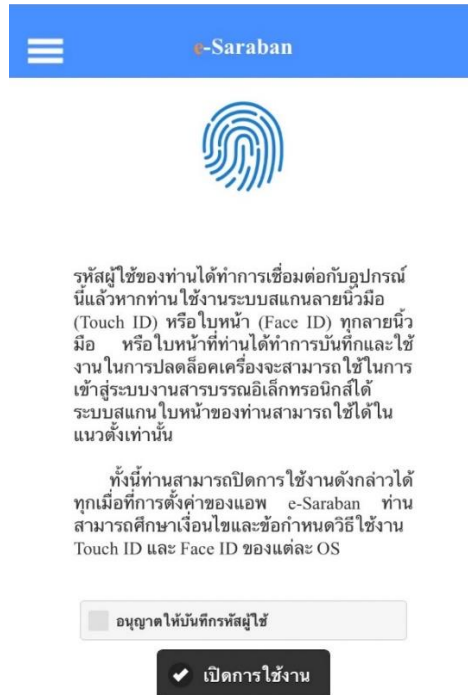 e-Saraban
รหัสผู้ใช้ของท่านได้ทำการเชื่อมต่อกับอุปกรณ์
นี้แล้วหากท่านใช้งานระบบสแกนลายนิ้วมือ
(Touch ID) หรือใบหน้า (Face ID) ทุกลายนิ้ว
มือ หรือใบหน้าที่ท่านได้ทำการบันทึกและใช้
งานในการปลดล็อคเครื่องจะสามารถใช้ในการ
เข้าสู่ระบบงานสารบรรณอิเล็กทรอนิกส์ได้
ระบบสแกนใบหน้าของท่านสามารถใช้ได้ใน
แนวตั้งเท่านั้น
ทั้งนี้ท่านสามารถปิดการใช้งานดังกล่าวได้
ทุกเมื่อที่การตั้งค่าของแอพ e-Saraban ท่าน
สามารถศึกษาเงื่อนไขและข้อกำหนดวิธีใช้งาน
Touch ID และ Face ID ของแต่ละ OS
อนุญาตให้บันทึกรหัสผู้ใช้
เปิดการใช้งาน